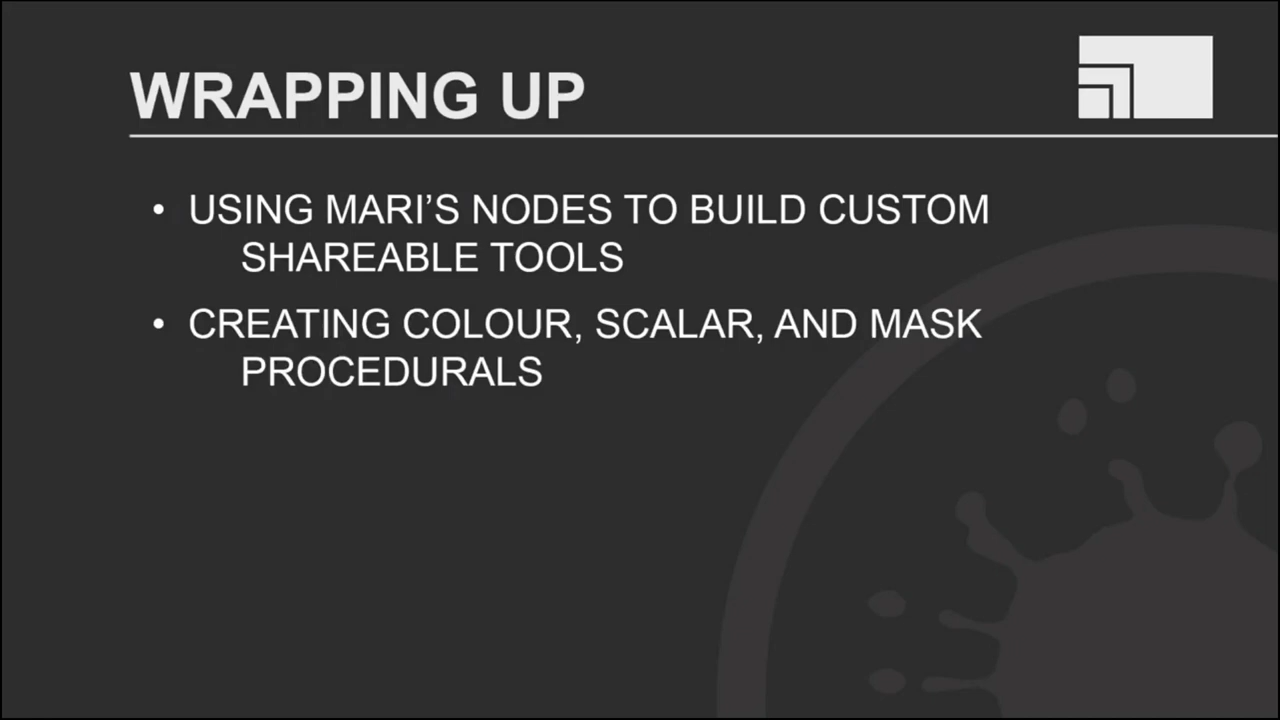 WRAPPING UP
• USING MARI’S NODES TO BUILD CUSTOM
SHAREABLE TOOLS
• CREATING COLOUR, SCALAR, AND MASK
PROCEDURALS